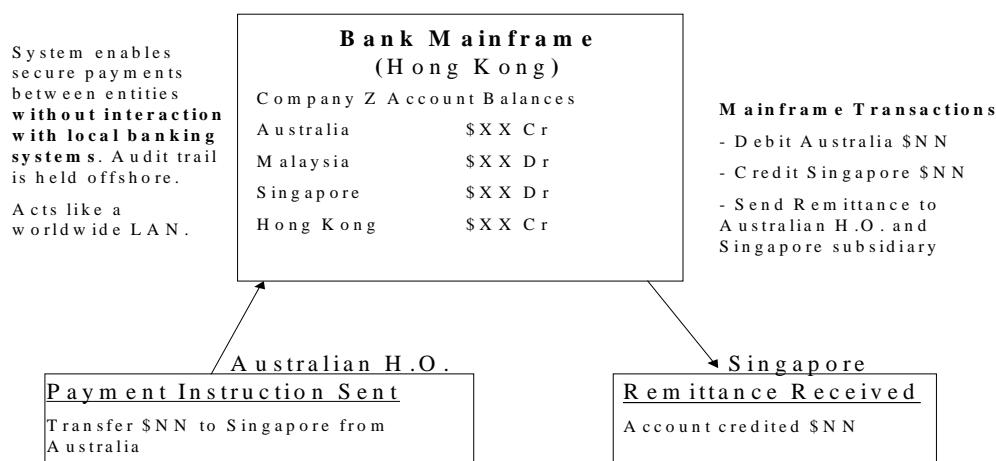 System enables
secure payments
between entities
without interaction
with local banking
systems. Audit trail
is held offshore.
Acts like a
worldwide LAN.
Bank Mainframe
(Hong Kong)
Company Z Account Balances
Australia $XX Cr
Malaysia $XX Dr
Singapore $XX Dr
Hong Kong $XX Cr
Mainframe Transactions
- Debit Australia $NN
- Credit Singapore $NN
- Send Remittance to
Australian H.O. and
Singapore subsidiary
Australian H.O.
Payment Instruction Sent
Transfer $NN to Singapore from
Australia
Singapore
Remittance Received
Account credited $NN